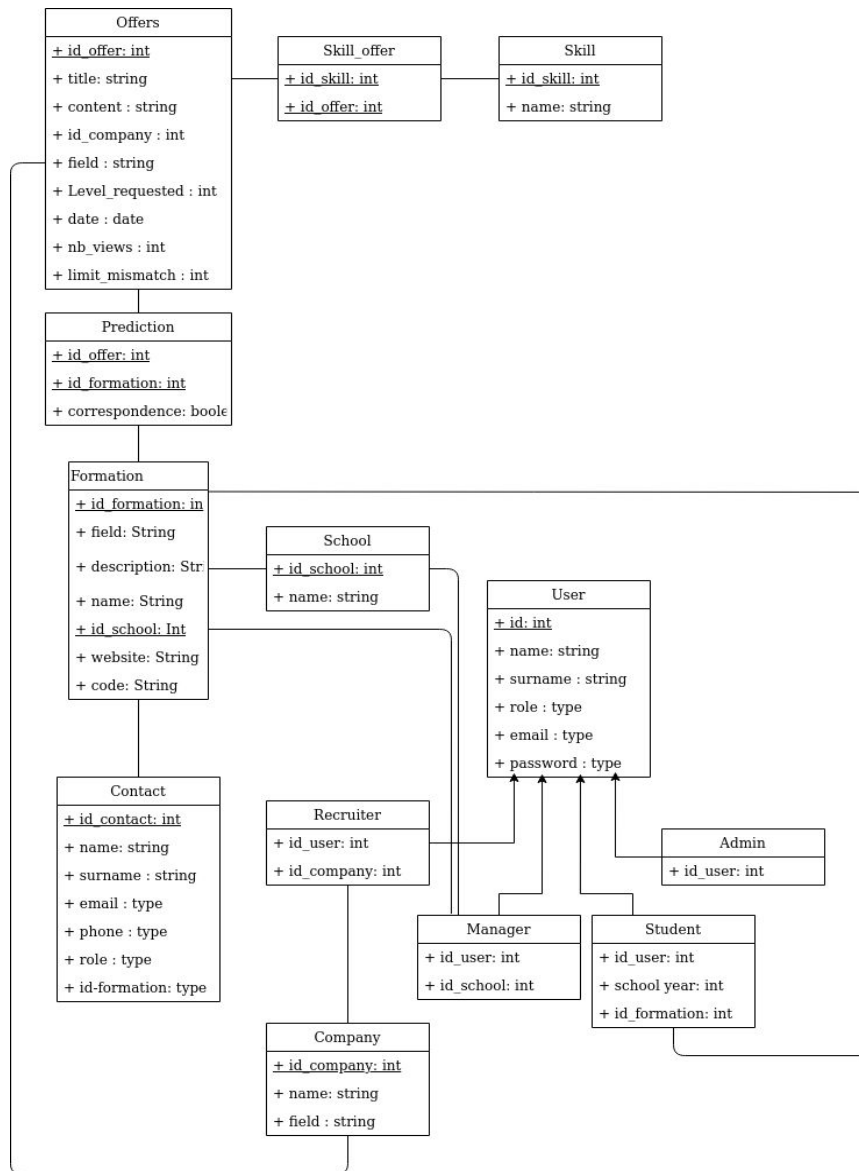 Offers
+ id_offer: int
+ title: string
+ content : string
+ id_company : int
+ field : string
+ Level_requested : int
+ date : date
+ nb_views : int
+ limit_mismatch : int
Skill_offer
+ id_skill: int
+ id_offer: int
Skill
+ id_skill: int
+ name: string
Prediction
+ id_offer: int
+ id_formation: int
+ correspondence: boole
Formation
+ id_formation: in
+ field: String
+ description: Stri
+ name: String
+ id_school: Int
+ website: String
+ code: String
School
+ id_school: int
+ name: string
User
+ id: int
+ name: string
+ surname : string
+ role : type
+ email : type
+ password : type
Contact
+ id_contact: int
+ name: string
+ surname : string
+ email : type
+ phone : type
+ role : type
+ id-formation: type
Recruiter
+ id_user: int
+ id_company: int
Admin
+ id_user: int
Manager
+ id_user: int
+ id_school: int
Student
+ id_user: int
+ school year: int
+ id_formation: int
Company
+ id_company: int
+ name: string
+ field : string